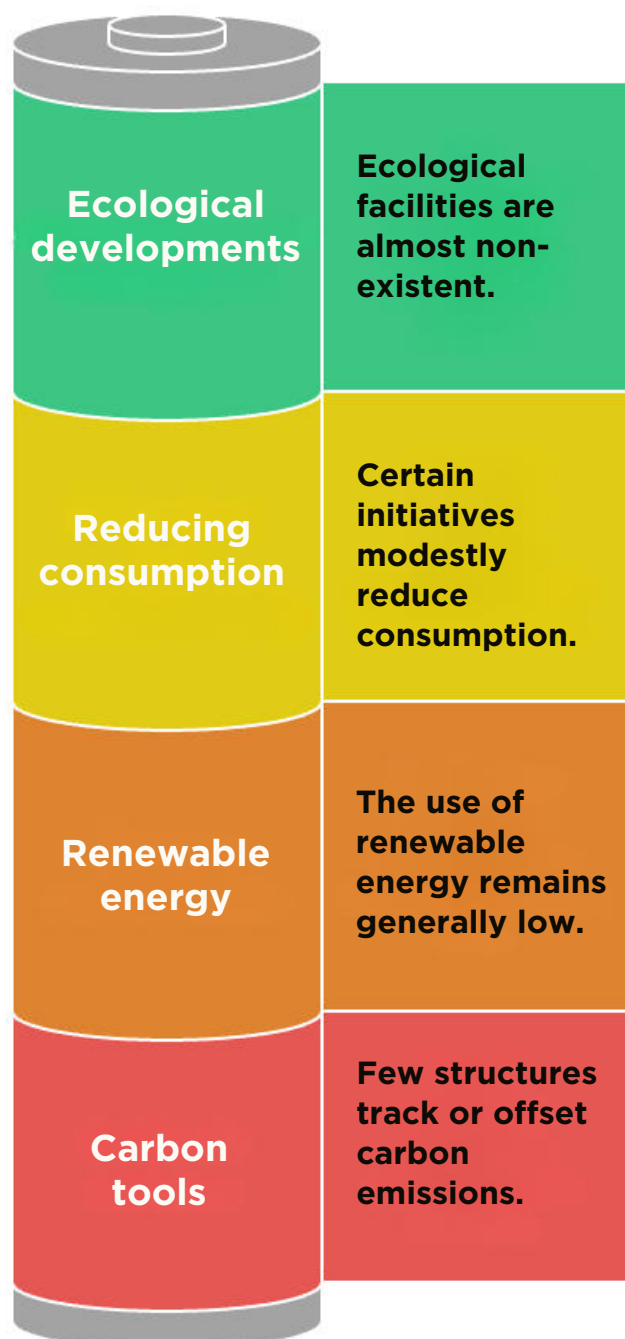 Ecological
developments
Ecological
facilities are
almost non-
existent.
Reducing
consumption
Certain
initiatives
modestly
reduce
consumption.
Renewable
energy
The use of
renewable
energy remains
generally low.
Carbon
tools
Few structures
track or offset
carbon
emissions.